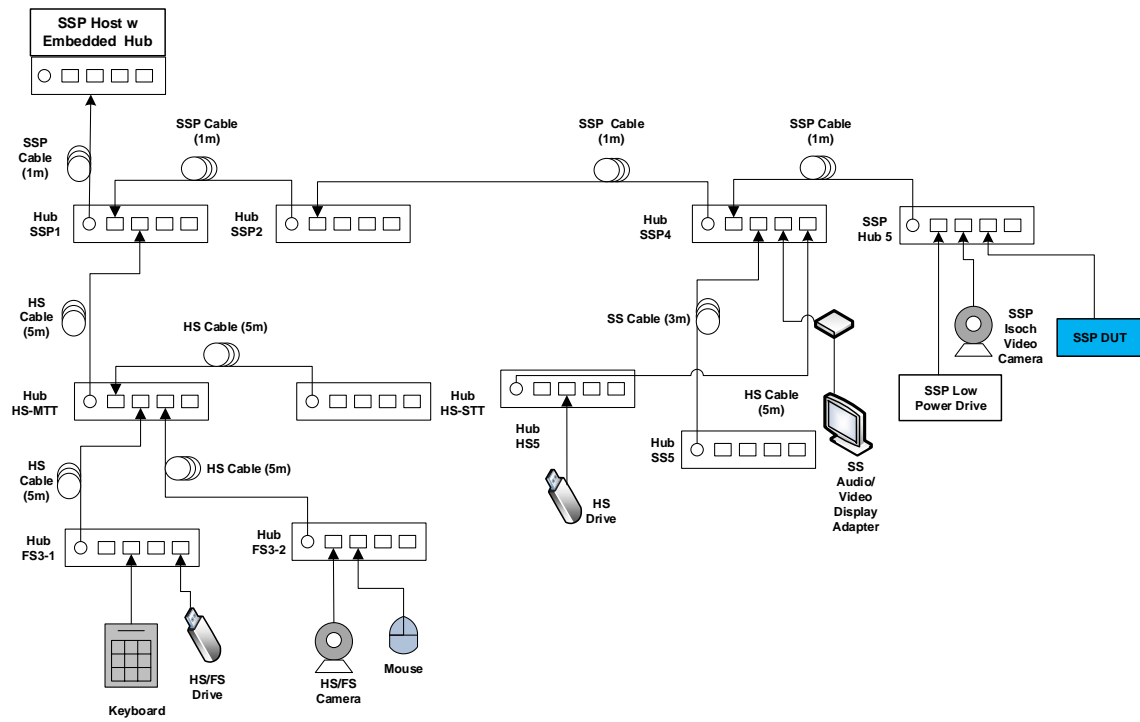 SSP Host w
Embedded Hub
SSP
Cable
(1m)
SSP Cable
(1m)
SSP Cable
(1m)
SSP Cable
(1m)
Hub
SSP1
Hub
SSP2
Hub
SSP4
SSP
Hub 5
HS
Cable
(5m)
HS Cable (5m)
SS Cable (3m)
SSP
Isoch
Video
Camera
SSP DUT
Hub
HS-MTT
Hub
HS-STT
Hub
HS5
HS Cable
(5m)
SSP Low
Power Drive
Hub
SS5
HS
Cable
(5m)
HS Cable (5m)
HS
Drive
SS
Audio/
Video
Display
Adapter
Hub
FS3-1
Hub
FS3-2
Keyboard
HS/FS
Drive
HS/FS
Camera
Mouse